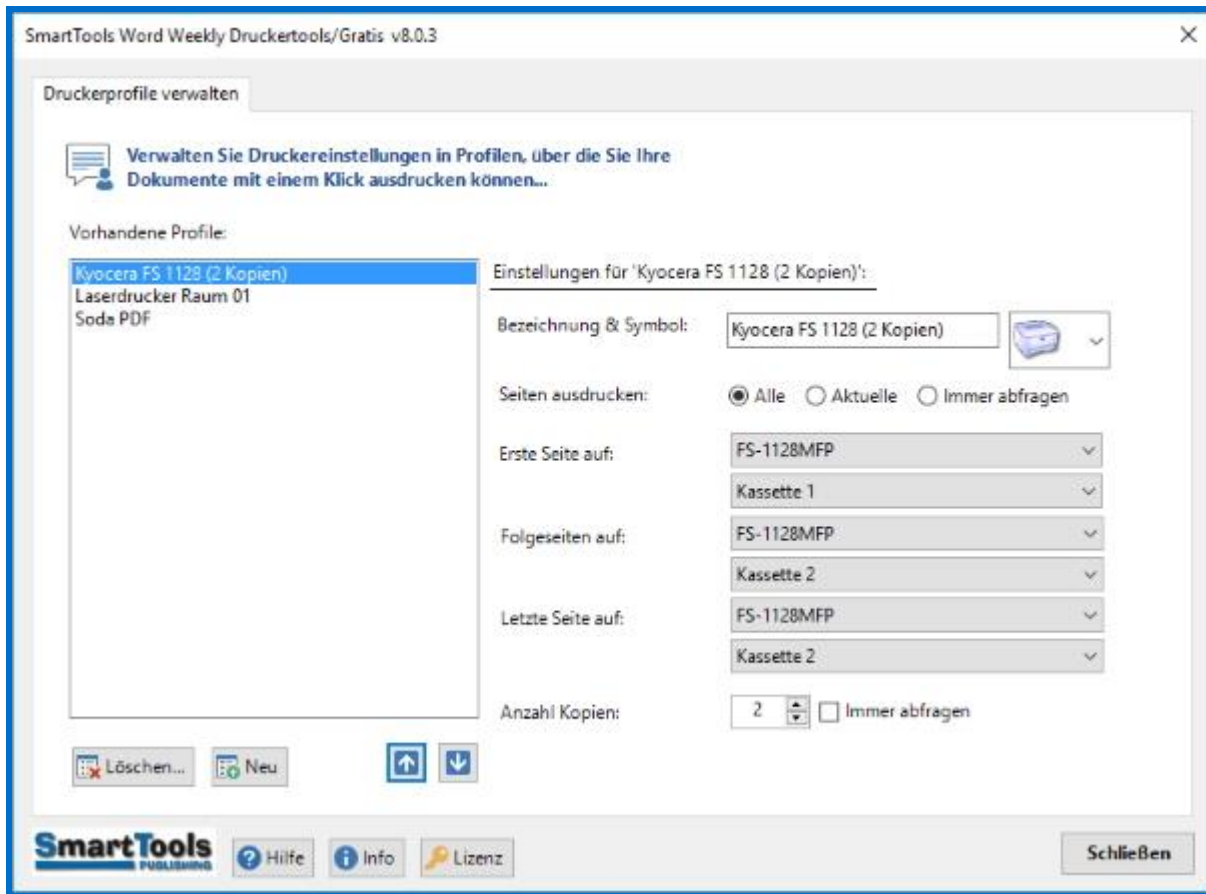 SmartTools Word Weekly Druckertools/Gratis v8.0.3
Druckerprofile verwalten
Verwalten Sie Druckereinstellungen in Profilen, über die Sie Ihre
Dokumente mit einem Klick ausdrucken können...
Vorhandene Profile:
Kyocera FS 1128 (2 Kopien)
Laserdrucker Raum 01
Soda PDF
Einstellungen für 'Kyocera FS 1128 (2 Kopien)':
Bezeichnung & Symbol: Kyocera FS 1128 (2 Kopien)
Seiten ausdrucken: Alle Aktuelle Immer abfragen
Erste Seite auf: FS-1128MFP
Kassette 1
Folgeseiten auf: FS-1128MFP
Kassette 2
Letzte Seite auf: FS-1128MFP
Kassette 2
Anzahl Kopien: 2 Immer abfragen
Löschen... Neu
SmartTools
PUBLISHING
Hilfe Info Lizenz Schließen